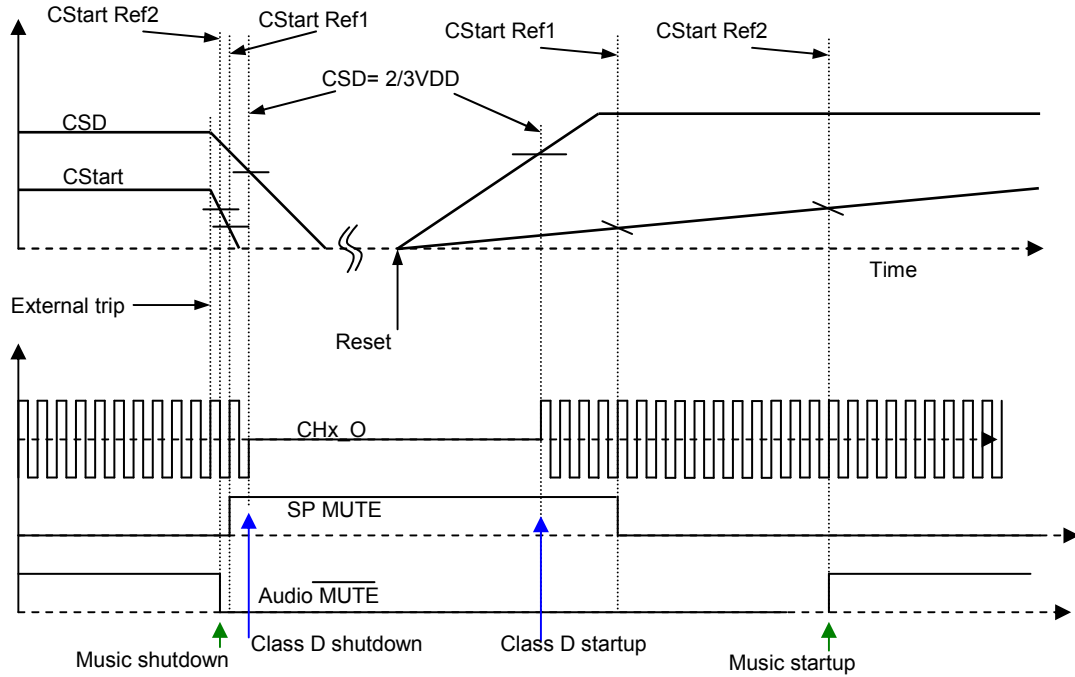 CStart Ref2
CStart Ref1
CStart Ref1
CStart Ref2
CSD= 2/3VDD
CSD
CStart
Time
External trip
Reset
CHx_O
SP MUTE
Audio MUTE
Class D shutdown
Class D startup
Music shutdown
Music startup